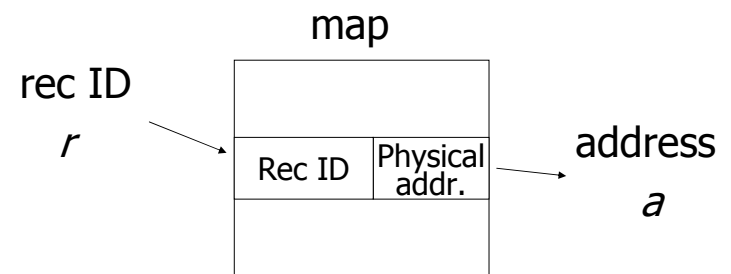 map
rec ID
r
Rec ID
Physical
addr.
address
a